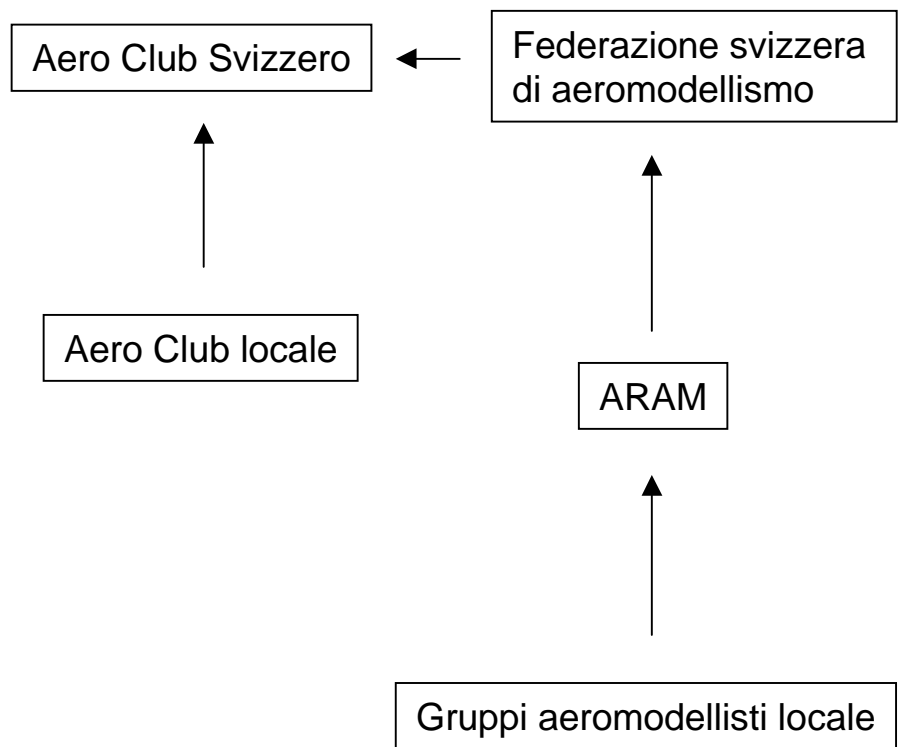 Aero Club Svizzero
Federazione svizzera
di aeromodellismo
Aero Club locale
ARAM
Gruppi aeromodellisti locale